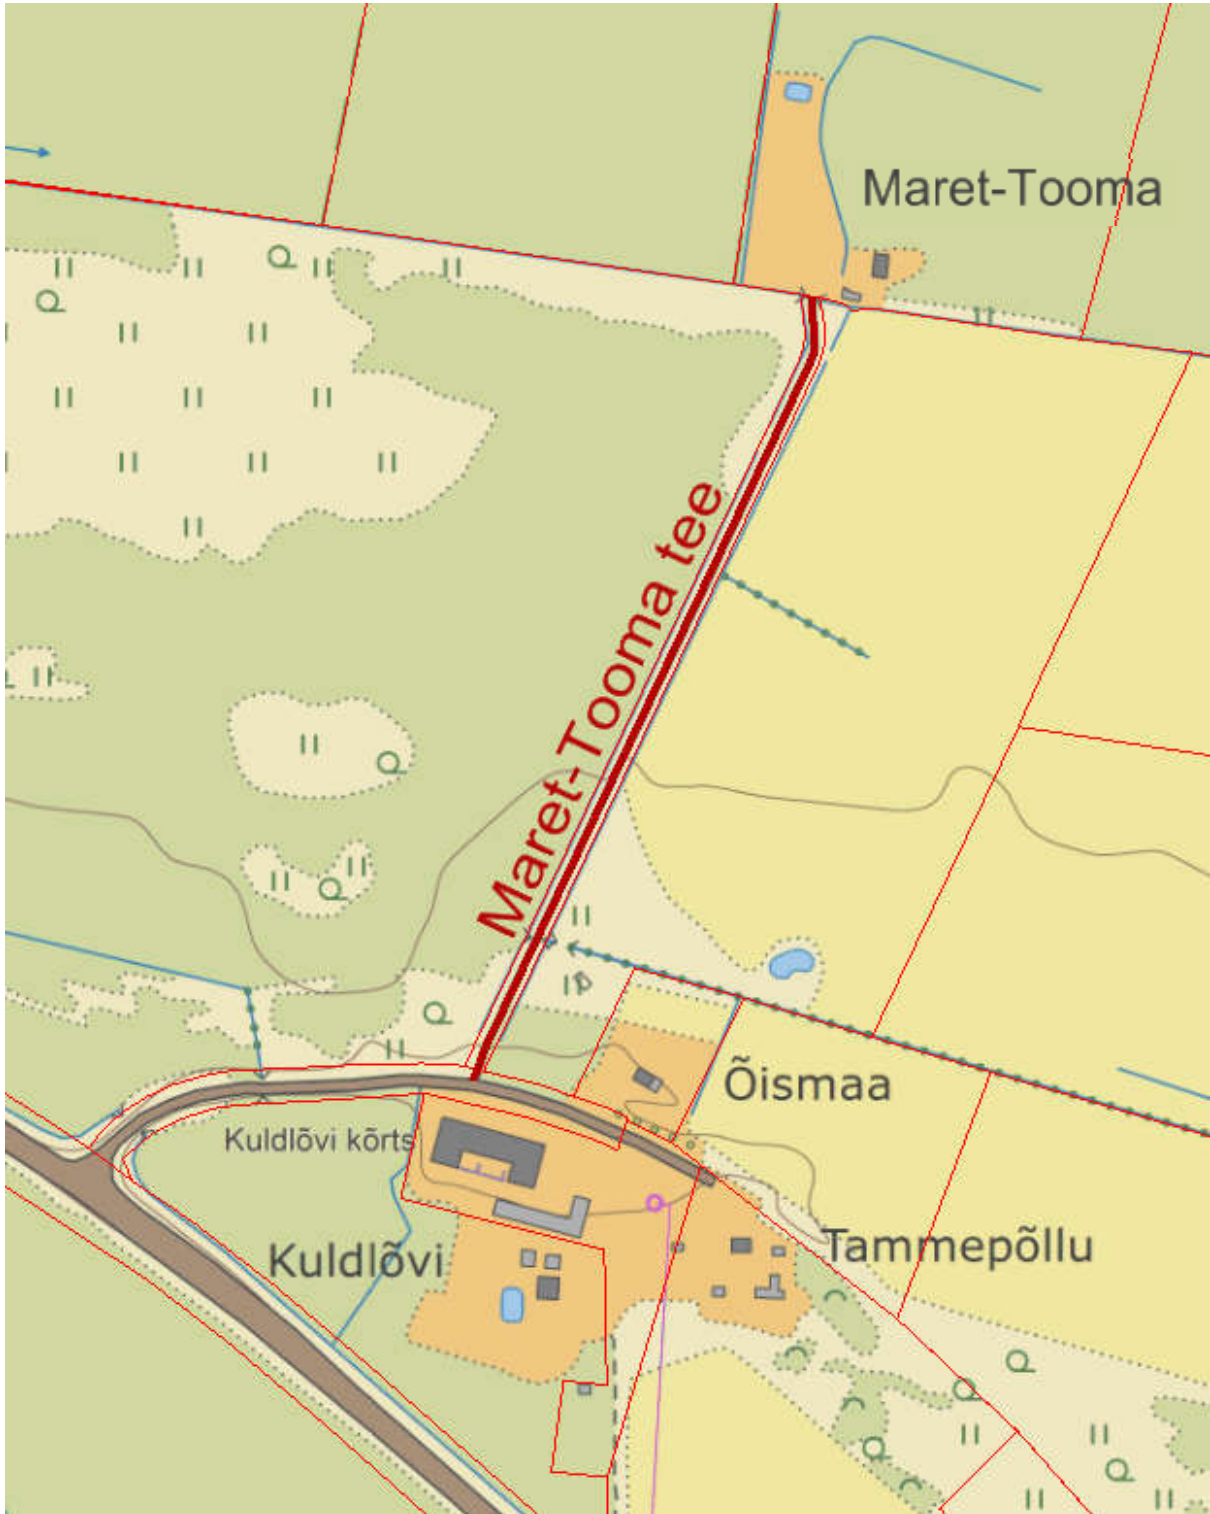 Maret-Tooma
Maret-Tooma tee
Õismaa
Kuldlõvi kõrts
Kuldlõvi
Tammepõllu